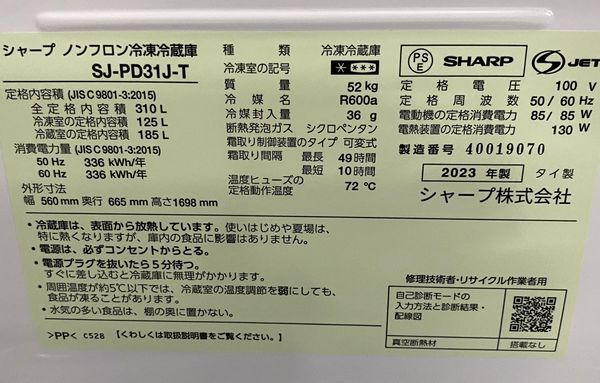 シャープ ノンフロン冷凍冷蔵庫
SJ-PD31J-T
定格内容積 (JIS C 9801-3:2015)
全定格内容積 310 L
冷凍室の定格内容積 125 L
冷蔵室の定格内容積 185 L
消費電力量 (JIS C 9801-3:2015)
50 Hz 336 kWh/年
60 Hz 336 kWh/年
外形寸法
幅 560mm 奥行 665 mm 高さ1698 mm
種類 冷凍冷蔵庫
冷凍室の記号 * ***
質量 52 kg
冷媒名 R600a
冷媒封入量 36 g
断熱発泡ガス シクロペンタン
霜取り制御装置のタイプ 可変式
霜取り間隔 最長 49時間
最短 10時間
温度ヒューズの
定格動作温度 72 ℃
PS
E
SHARP
S JET
定格電圧 100 V
定格周波数 50 / 60 Hz
電動機の定格消費電力 85/ 85 W
電熱装置の定格消費電力 130 W
製造番号 40019070
2023 年製 タイ製
シャープ株式会社
・冷蔵庫は、表面から放熱しています。使いはじめや夏場は、
特に熱くなりますが、庫内の食品に影響はありません。
・電源は、必ずコンセントからとる。
・電源プラグを抜いたら5分待つ。
すぐに差し込むと冷蔵庫に無理がかかります。
・周囲温度が約5℃以下では、冷蔵室の温度調節を弱にしても、
食品が凍ることがあります。
・水気の多い食品は、棚の奥に置かない。
>PP< C528 【くわしくは取扱説明書をご覧ください。】
修理技術者・リサイクル作業者用
自己診断モードの
入力方法と診断結果・
配線図
真空断熱材 搭載なし